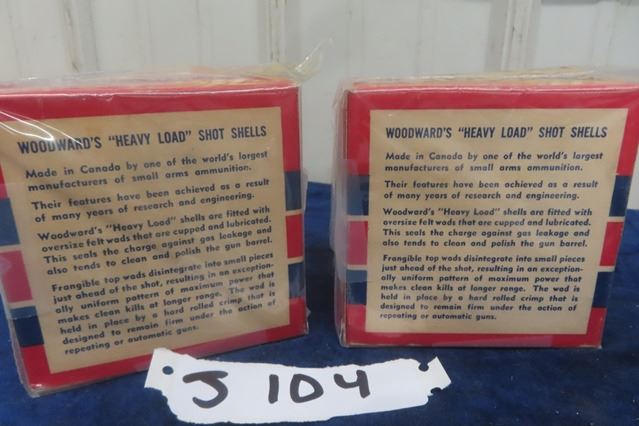 WOODWARD'S "HEAVY LOAD" SHOT SHELLS
Made in Canada by one of the world's largest
manufacturers of small arms ammunition.
Their features have been achieved as a result
of many years of research and engineering.
Woodward's "Heavy Load" shells are fitted with
oversize felt wads that are cupped and lubricated.
This seals the charge against gas leakage and
also tends to clean and polish the gun barrel.
Frangible top wads disintegrate into small pieces
just ahead of the shot, resulting in an exception-
ally uniform pattern of maximum power that
makes clean kills at longer range. The wad is
held in place by a hard rolled crimp that is
designed to remain firm under the action of
repeating or automatic guns.
WOODWARD'S "HEAVY LOAD" SHOT SHELLS
Made in Canada by one of the world's largest
manufacturers of small arms ammunition.
Their features have been achieved as a result
of many years of research and engineering.
Woodward's "Heavy Load" shells are fitted with
oversize felt wads that are cupped and lubricated.
This seals the charge against gas leakage and
also tends to clean and polish the gun barrel.
Frangible top wads disintegrate into small pieces
just ahead of the shot, resulting in an exception-
ally uniform pattern of maximum power that
makes clean kills at longer range. The wad is
held in place by a hard rolled crimp that is
designed to remain firm under the action of
repeating or automatic guns.
J 104